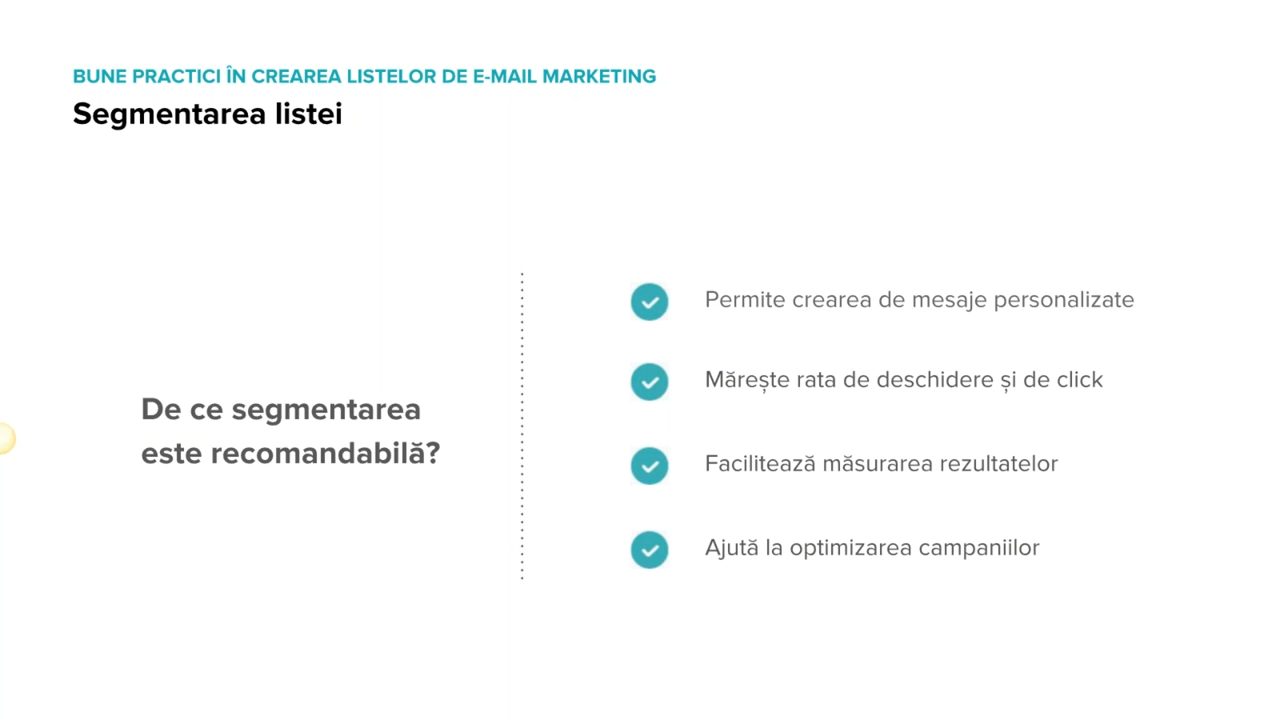 BUNE PRACTICI ÎN CREAREA LISTELOR DE E-MAIL MARKETING
Segmentarea listei
De ce segmentarea
este recomandabilă?
Permite crearea de mesaje personalizate
Mărește rata de deschidere și de click
Facilitează măsurarea rezultatelor
Ajută la optimizarea campaniilor